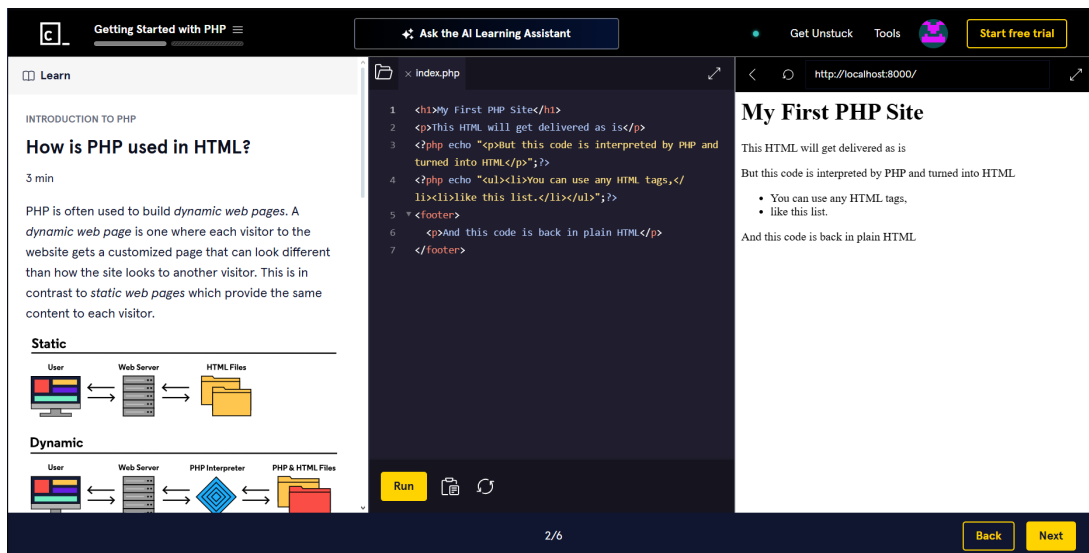 c_
Getting Started with PHP
Ask the AI Learning Assistant
Get Unstuck
Tools
Start free trial
Learn
INTRODUCTION TO PHP
How is PHP used in HTML?
3 min
PHP is often used to build dynamic web pages. A
dynamic web page is one where each visitor to the
website gets a customized page that can look different
than how the site looks to another visitor. This is in
contrast to static web pages which provide the same
content to each visitor.
Static
User
Web Server
HTML Files
Dynamic
User
Web Server
PHP Interpreter
PHP & HTML Files
index.php
1 <h1>My First PHP Site</h1>
2 <p>This HTML will get delivered as is</p>
3 <?php echo "<p>But this code is interpreted by PHP and
turned into HTML</p>";?>
4 <?php echo "<ul><li>You can use any HTML tags,</
li><li>like this list.</li></ul>";?>
5 <footer>
6 <p>And this code is back in plain HTML</p>
7 </footer>
Run
http://localhost:8000/
My First PHP Site
This HTML will get delivered as is
But this code is interpreted by PHP and turned into HTML
• You can use any HTML tags,
• like this list.
And this code is back in plain HTML
2/6
Back
Next